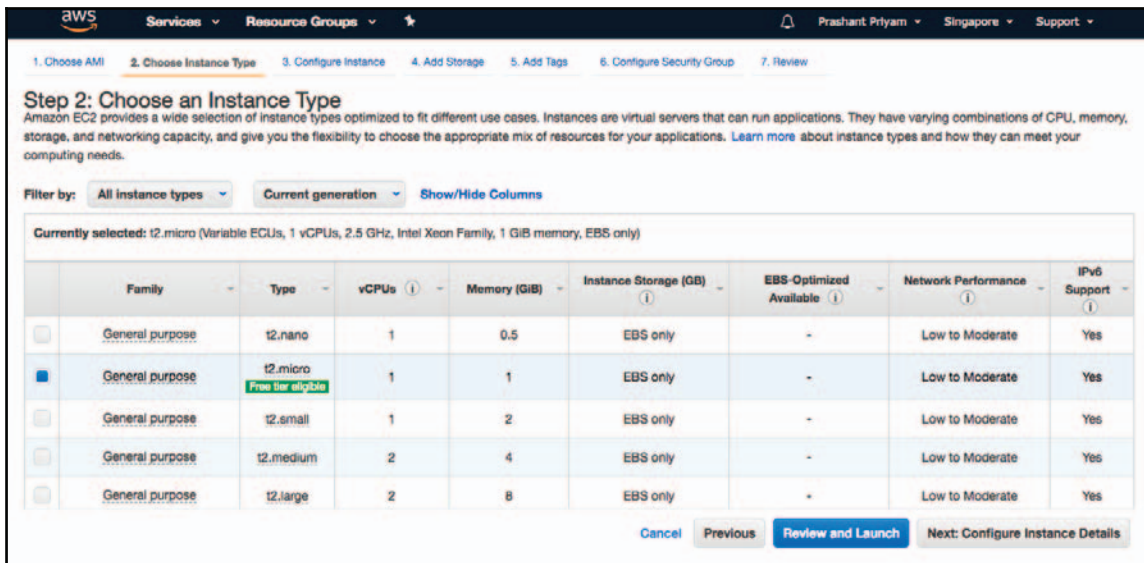 aws Services Resource Groups Prashant Priyam Singapore Support
1. Choose AMI 2. Choose Instance Type 3. Configure Instance 4. Add Storage 5. Add Tags 6. Configure Security Group 7. Review
Step 2: Choose an Instance Type
Amazon EC2 provides a wide selection of instance types optimized to fit different use cases. Instances are virtual servers that can run applications. They have varying combinations of CPU, memory,
storage, and networking capacity, and give you the flexibility to choose the appropriate mix of resources for your applications. Learn more about instance types and how they can meet your
computing needs.
Filter by: All instance types Current generation Show/Hide Columns
Currently selected: t2.micro (Variable ECUs, 1 vCPUs, 2.5 GHz, Intel Xeon Family, 1 GiB memory, EBS only)
Family Type vCPUs i Memory (GiB) Instance Storage (GB) i EBS-Optimized Available i Network Performance i IPv6 Support i
General purpose t2.nano 1 0.5 EBS only - Low to Moderate Yes
General purpose t2.micro Free tier eligible 1 1 EBS only - Low to Moderate Yes
General purpose t2.small 1 2 EBS only - Low to Moderate Yes
General purpose t2.medium 2 4 EBS only - Low to Moderate Yes
General purpose t2.large 2 8 EBS only - Low to Moderate Yes
Cancel Previous Review and Launch Next: Configure Instance Details